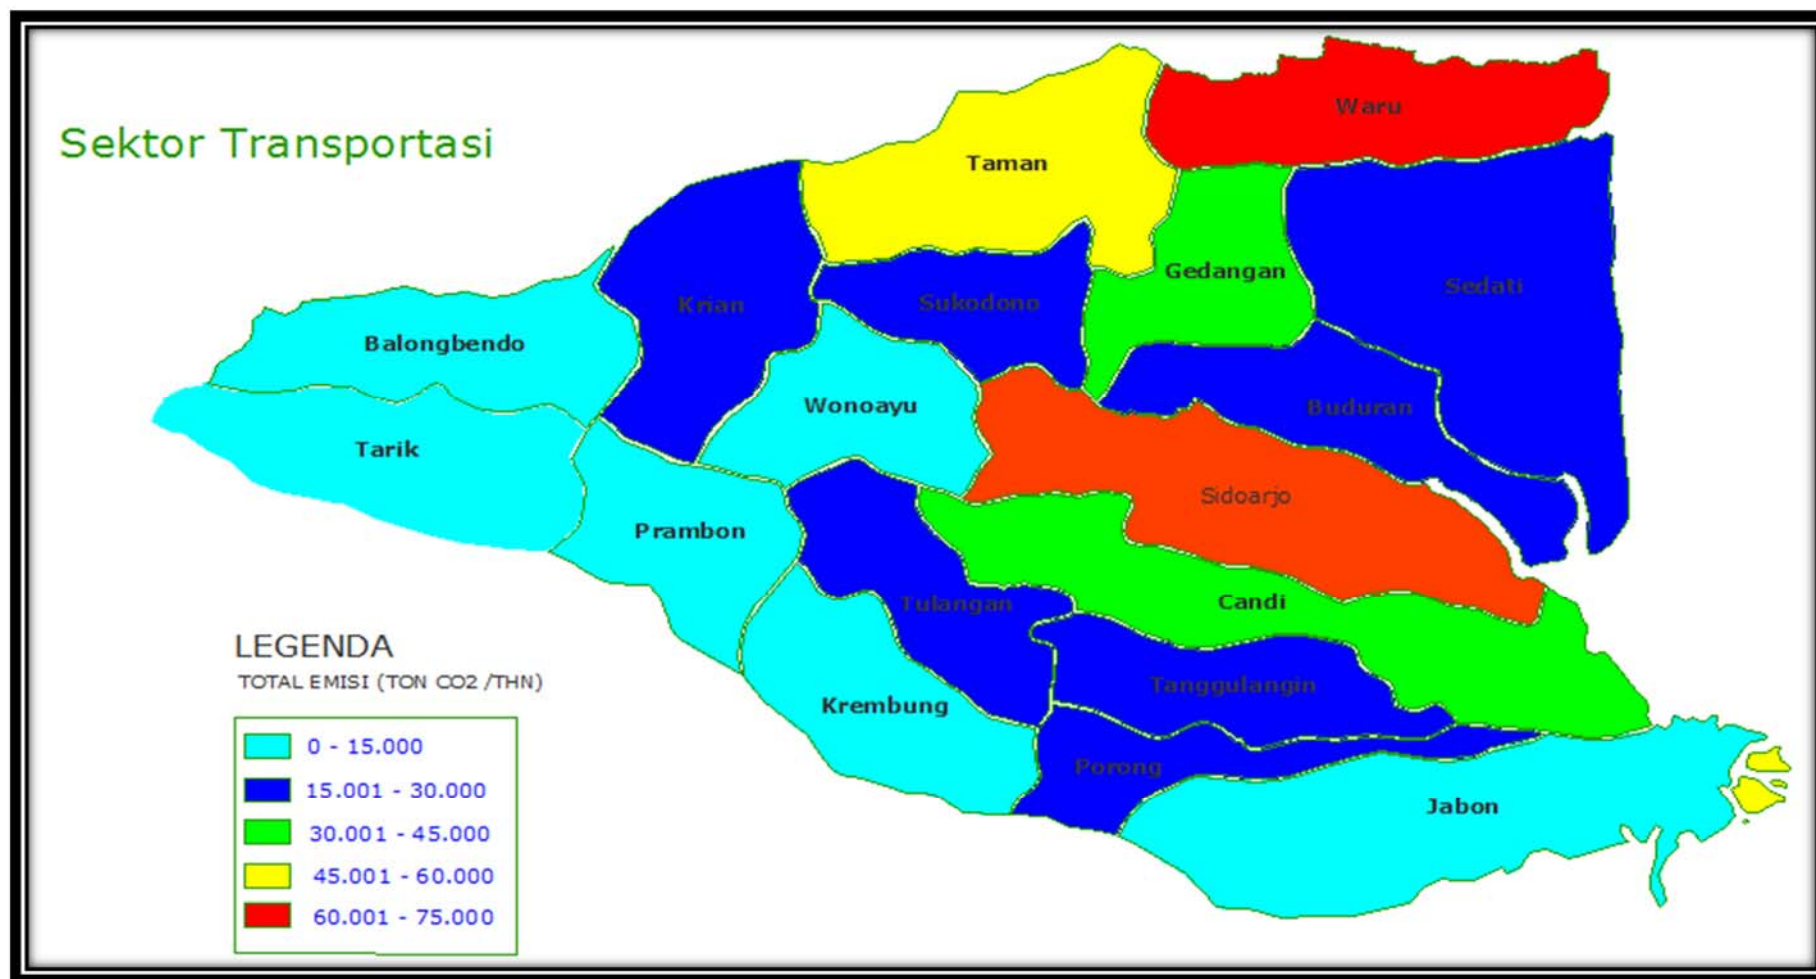 Sektor Transportasi
Waru
Taman
Gedangan
Sedati
Krian
Sukodono
Balongbendo
Wonoayu
Buduran
Tarik
Sidoarjo
Prambon
Tulangan
Candi
Tanggulangin
Krembung
Porong
Jabon
LEGENDA
TOTAL EMISI (TON CO2 /THN)
0 - 15.000
15.001 - 30.000
30.001 - 45.000
45.001 - 60.000
60.001 - 75.000